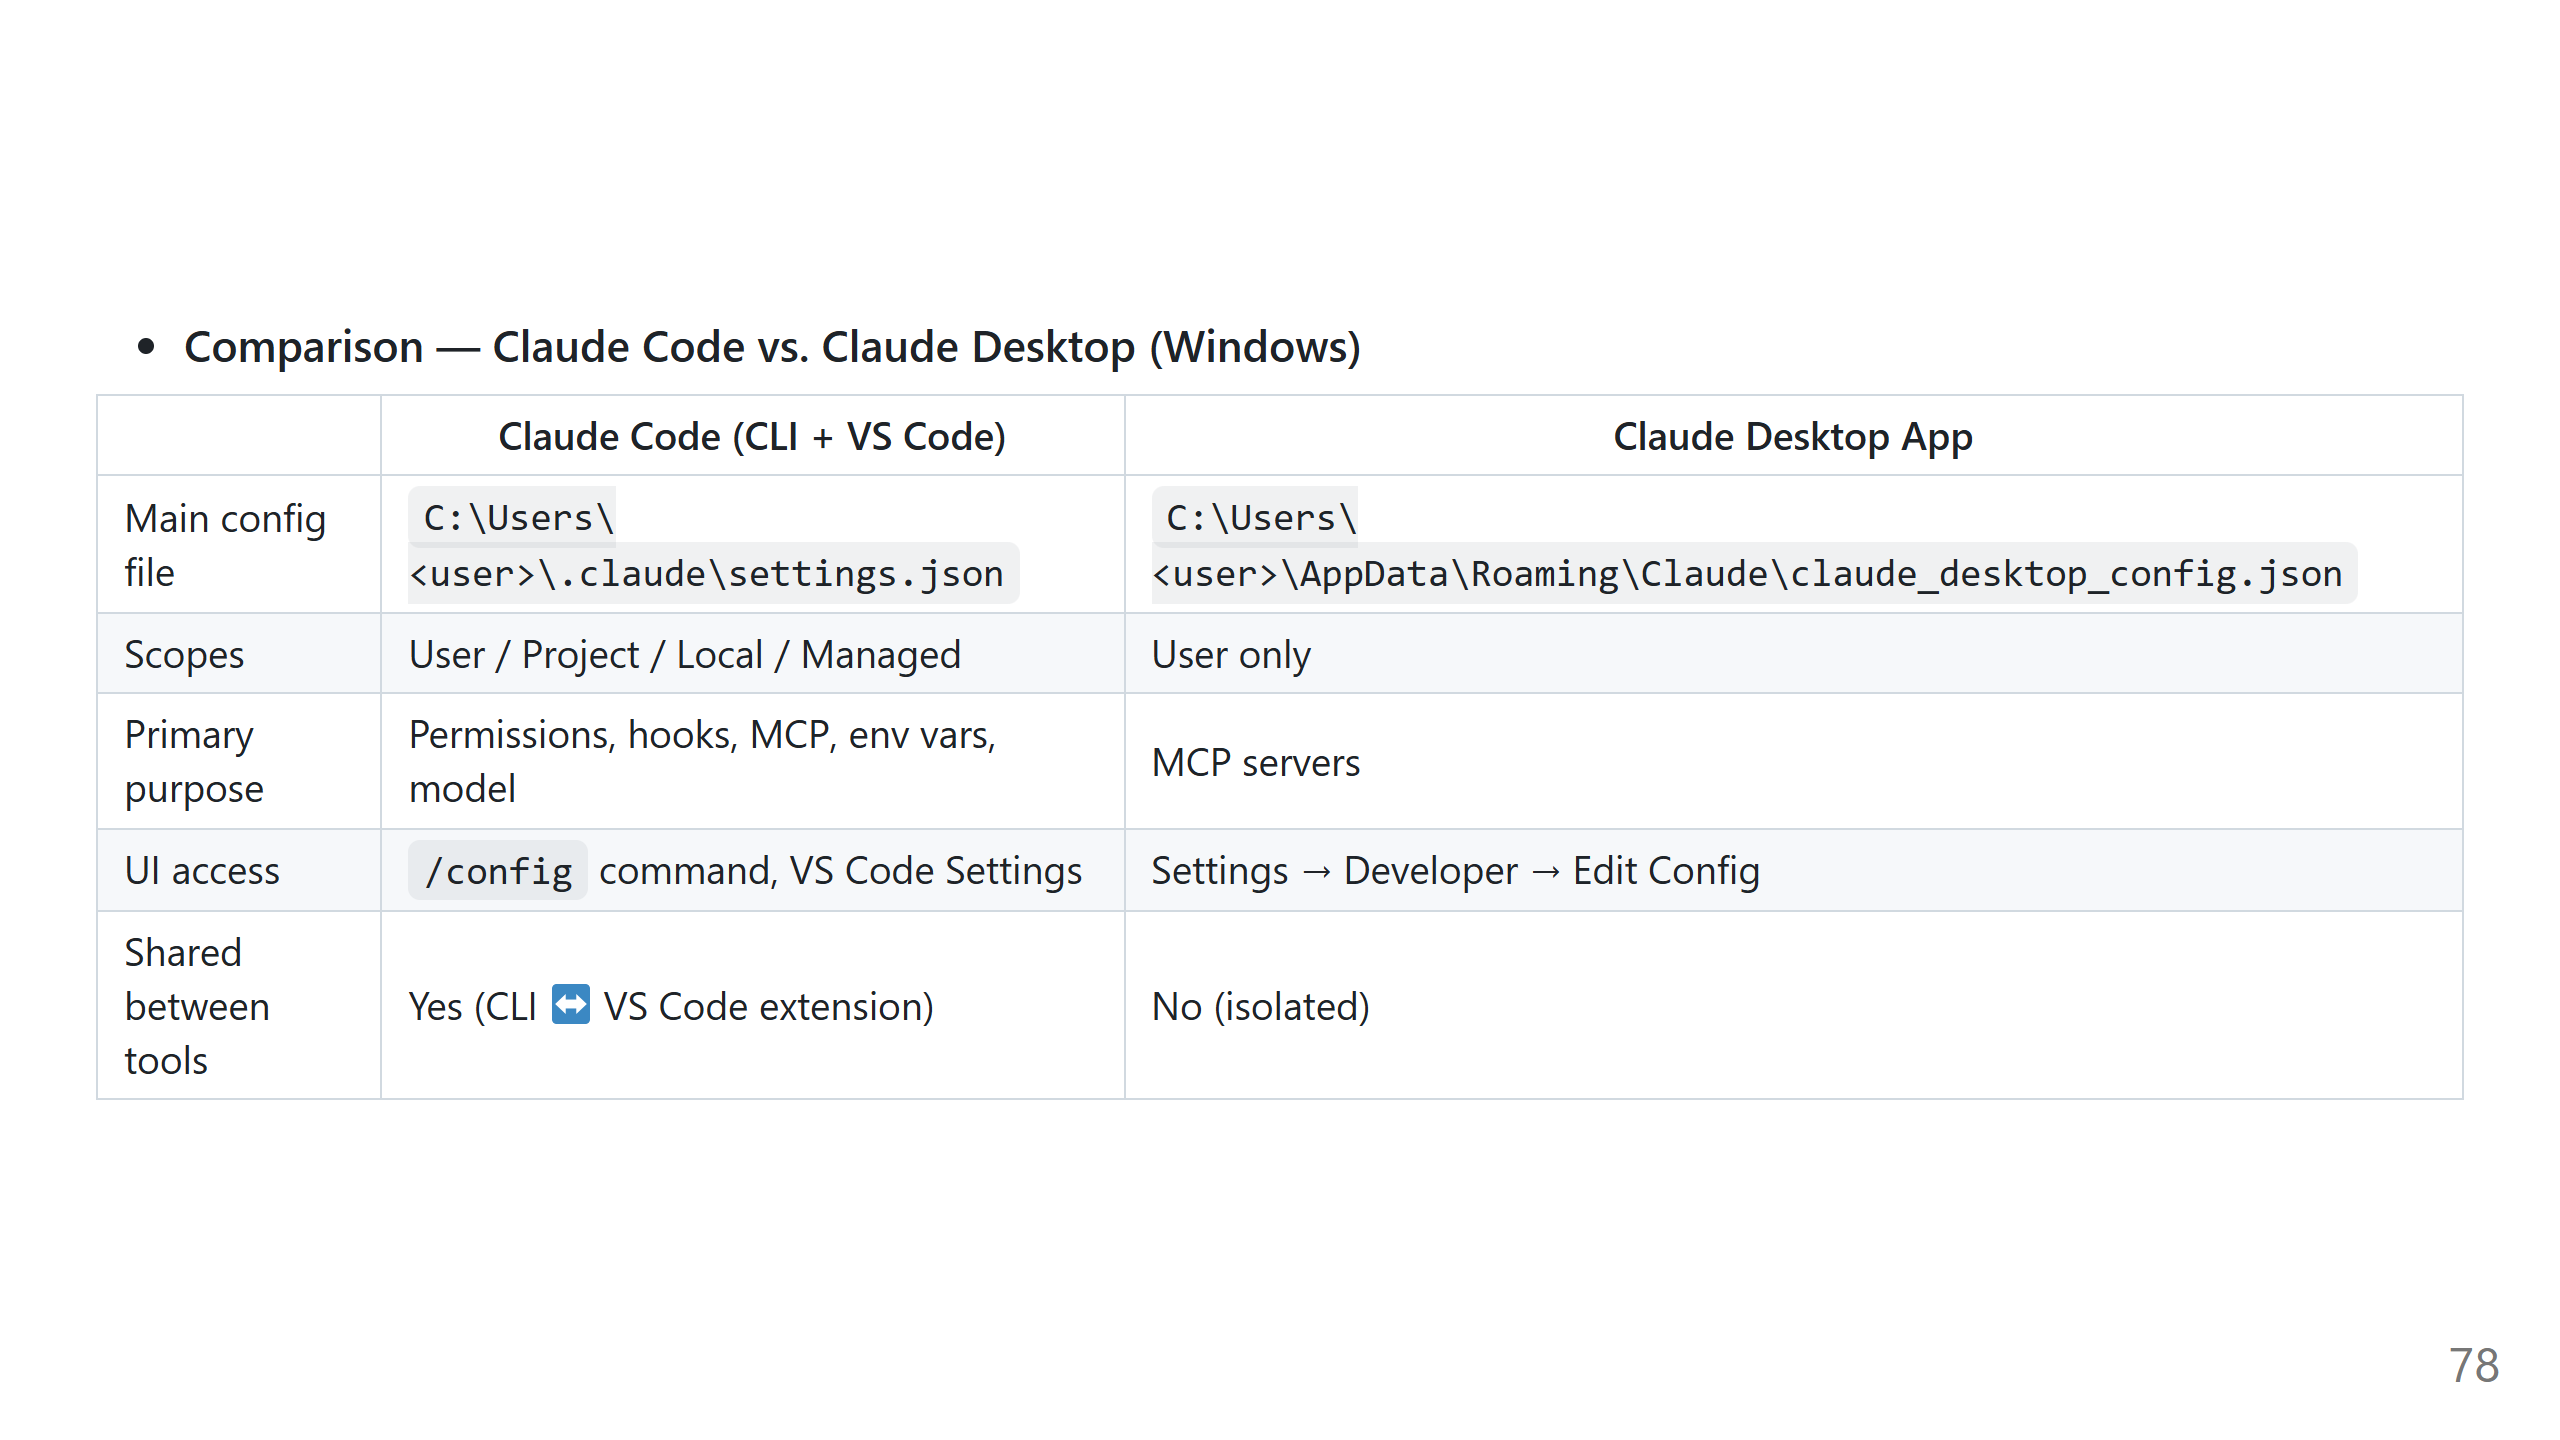 • Comparison — Claude Code vs. Claude Desktop (Windows)
Claude Code (CLI + VS Code)
Claude Desktop App
Main config
file
C:\Users\
<user>\.claude\settings.json
C:\Users\
<user>\AppData\Roaming\Claude\claude_desktop_config.json
Scopes
User / Project / Local / Managed
User only
Primary
purpose
Permissions, hooks, MCP, env vars,
model
MCP servers
UI access
/config command, VS Code Settings
Settings → Developer → Edit Config
Shared
between
tools
Yes (CLI ↔️ VS Code extension)
No (isolated)
78